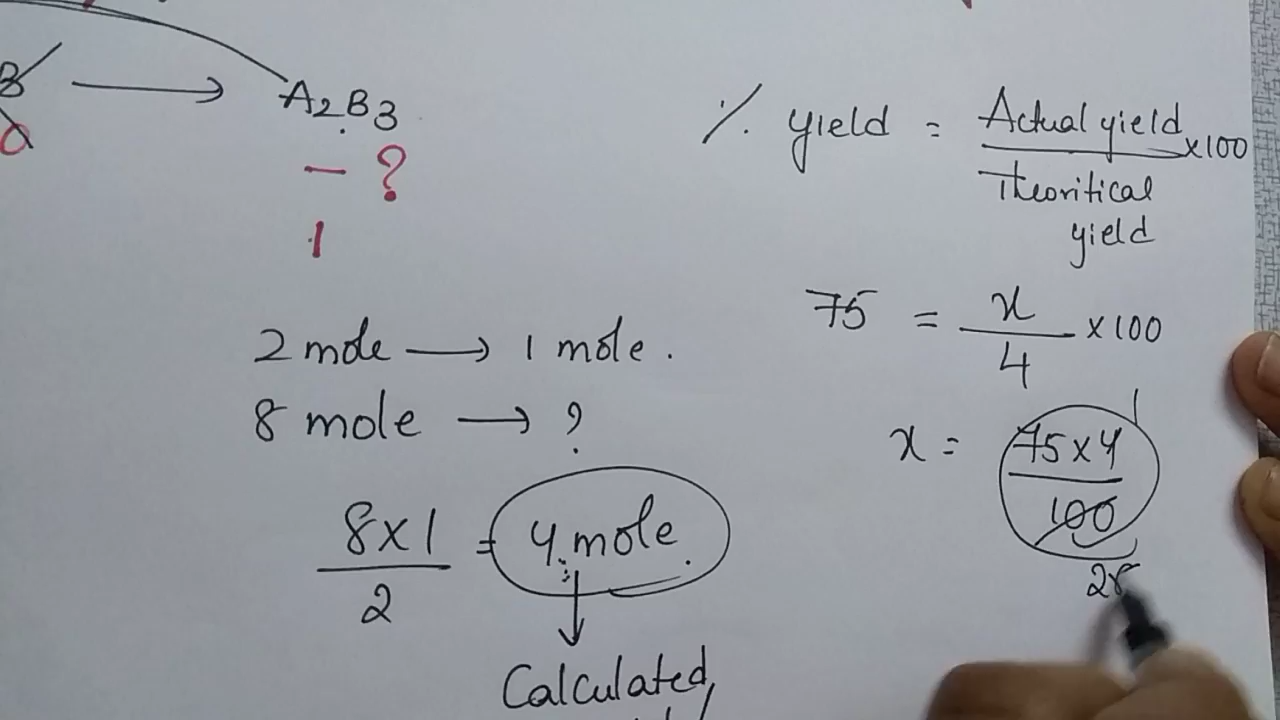 B → A2B3
— ?
1
2 mole → 1 mole.
8 mole → ?
8x1 / 2 = 4 mole
Calculated
% yield = Actual yield / Theoritical yield x100
75 = x / 4 x100
x = 75x4 / 100
1